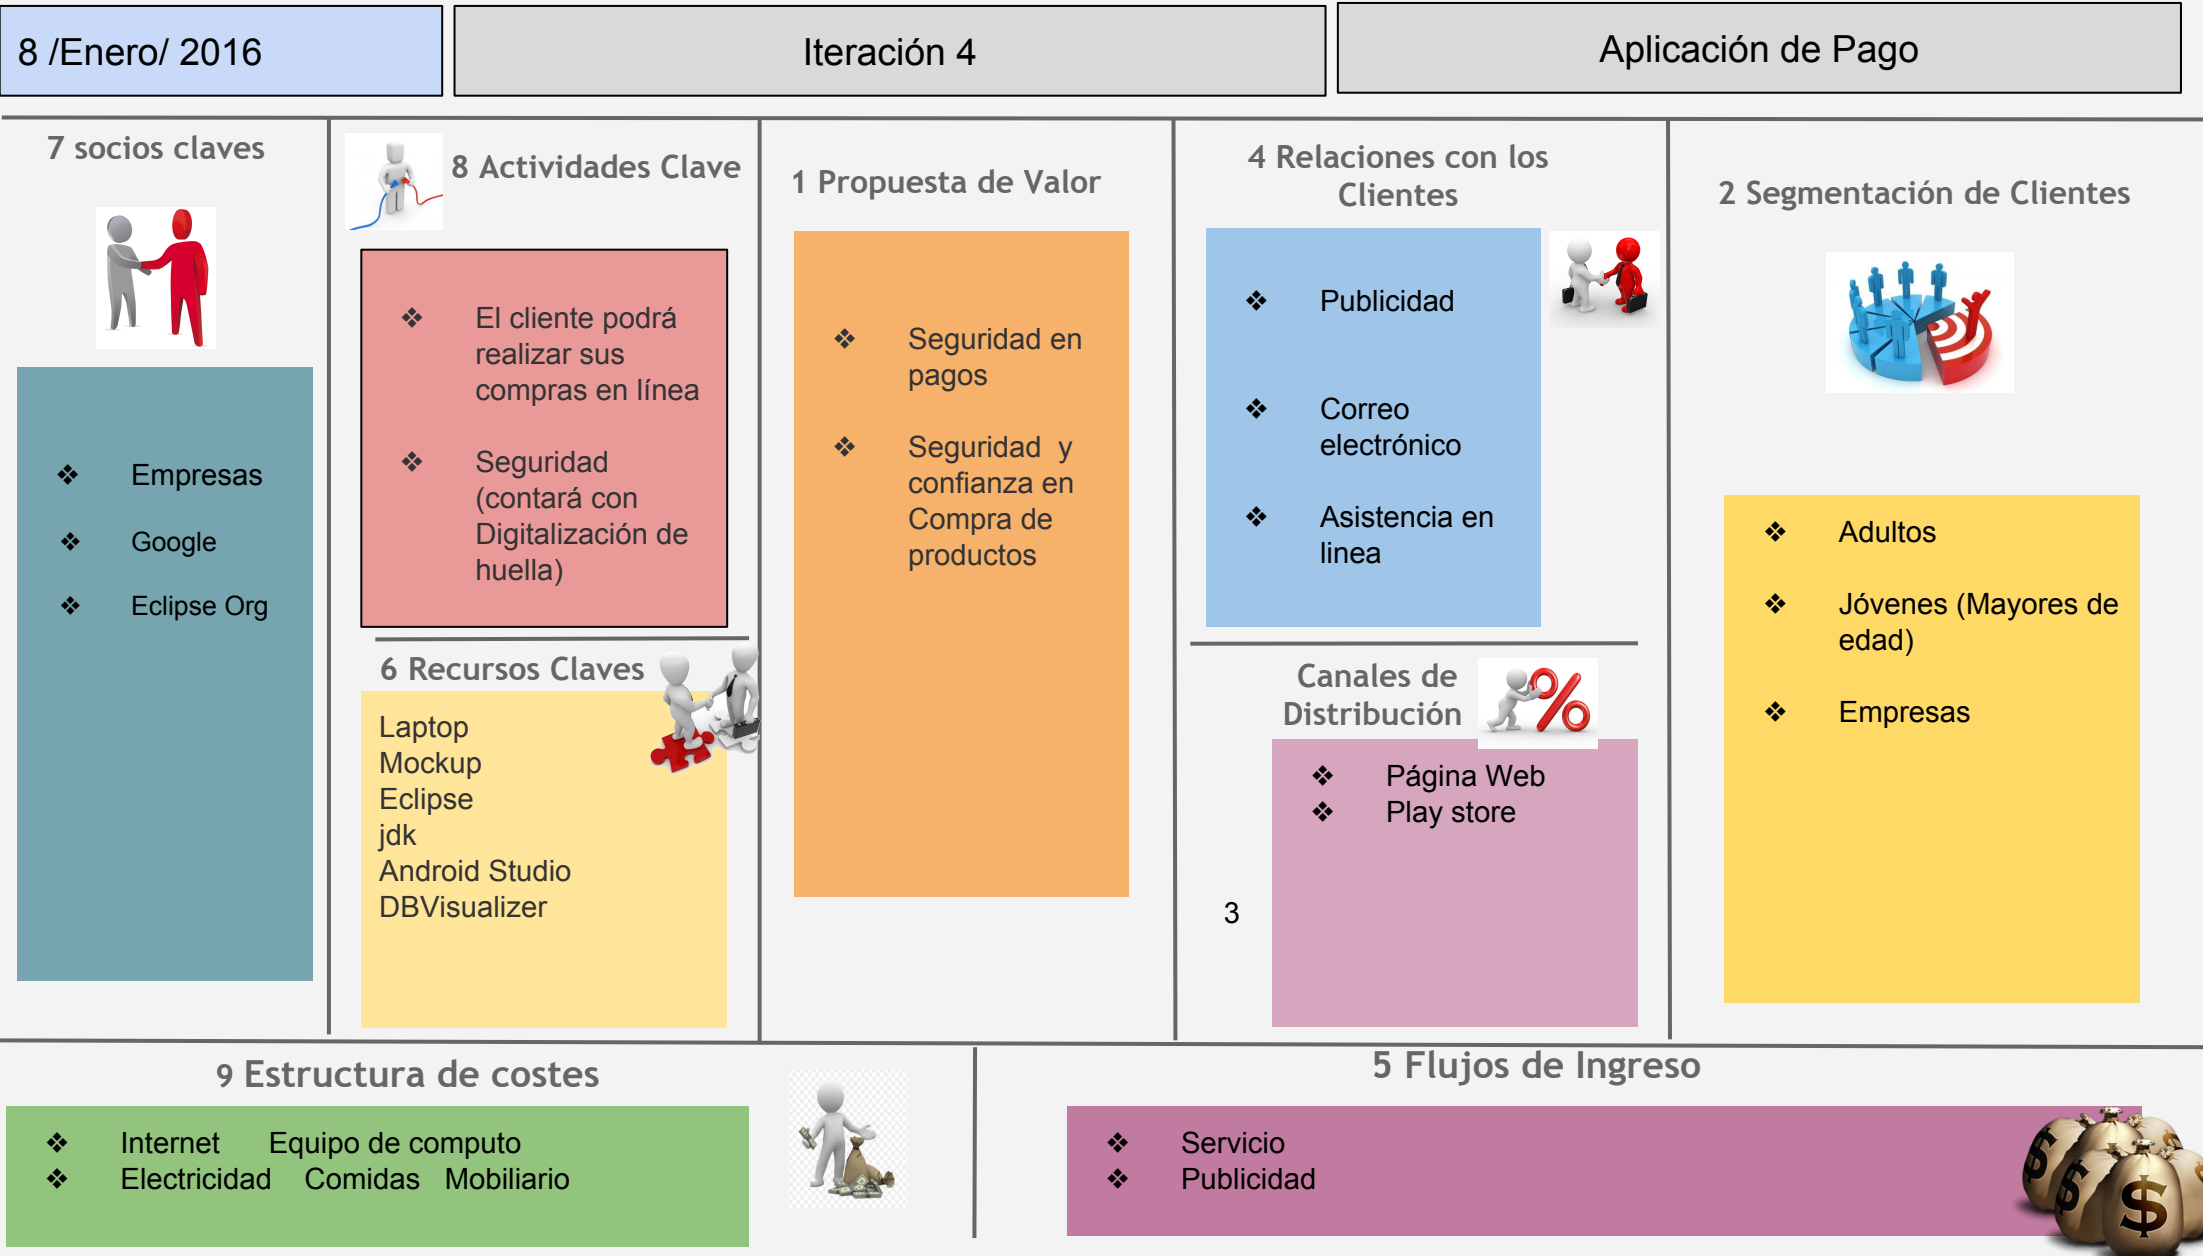 8 /Enero/ 2016
Iteración 4
Aplicación de Pago
7 socios claves
❖ Empresas
❖ Google
❖ Eclipse Org
8 Actividades Clave
❖ El cliente podrá
realizar sus
compras en línea
❖ Seguridad
(contará con
Digitalización de
huella)
6 Recursos Claves
Laptop
Mockup
Eclipse
jdk
Android Studio
DBVisualizer
1 Propuesta de Valor
❖ Seguridad en
pagos
❖ Seguridad y
confianza en
Compra de
productos
4 Relaciones con los
Clientes
❖ Publicidad
❖ Correo
electrónico
❖ Asistencia en
linea
Canales de
Distribución
%
❖ Página Web
❖ Play store
3
2 Segmentación de Clientes
❖ Adultos
❖ Jóvenes (Mayores de
edad)
❖ Empresas
9 Estructura de costes
❖ Internet Equipo de computo
❖ Electricidad Comidas Mobiliario
5 Flujos de Ingreso
❖ Servicio
❖ Publicidad
$ $ $